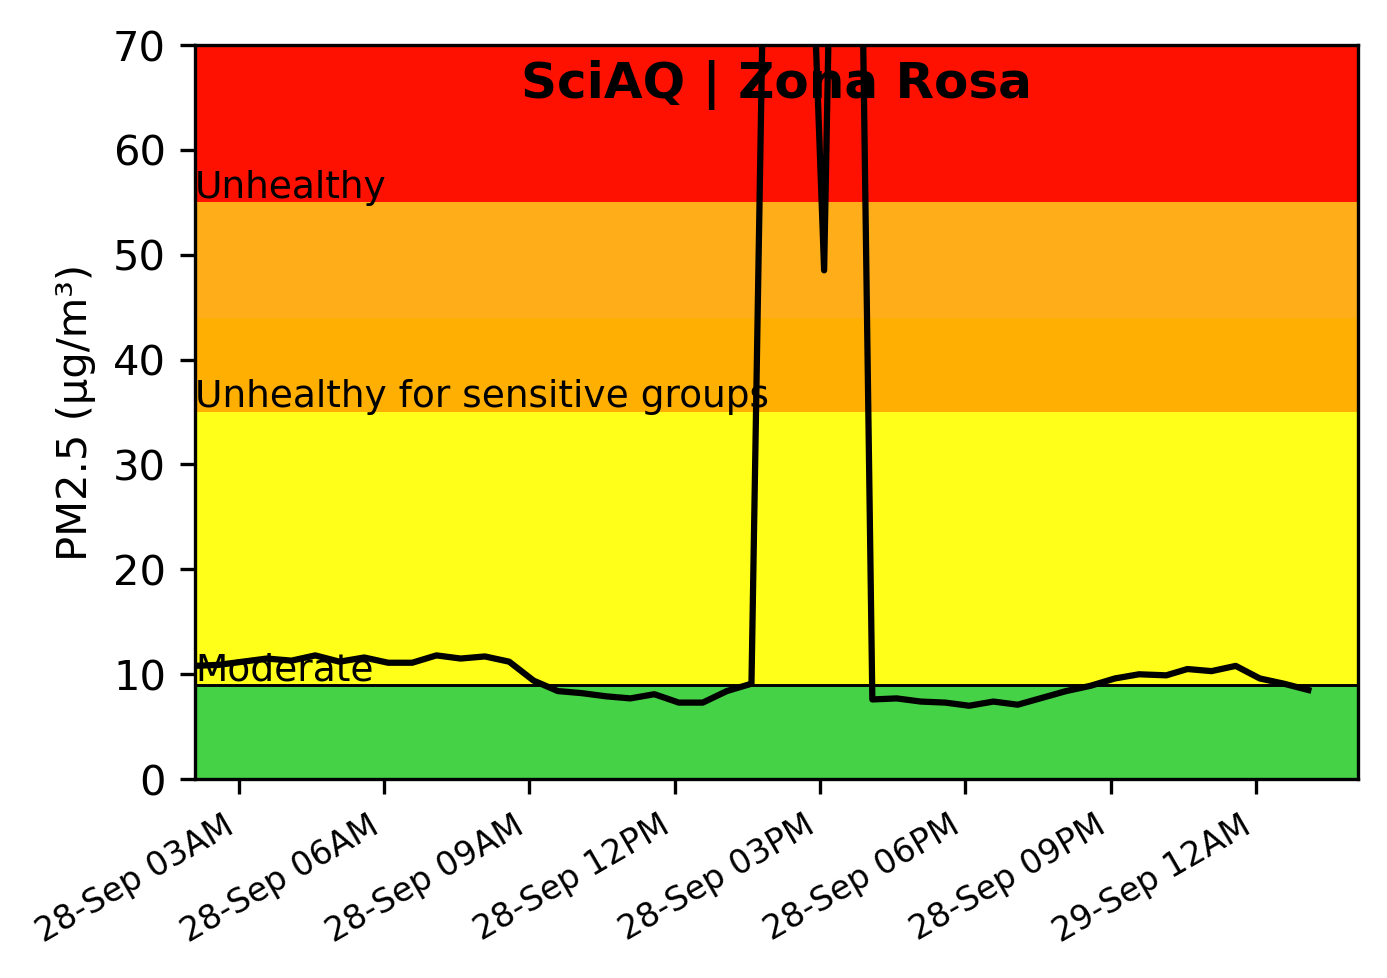 SciAQ | Zona Rosa
PM2.5 (µg/m³)
70
60
Unhealthy
50
40
Unhealthy for sensitive groups
30
20
10
Moderate
0
28-Sep 03AM
28-Sep 06AM
28-Sep 09AM
28-Sep 12PM
28-Sep 03PM
28-Sep 06PM
28-Sep 09PM
29-Sep 12AM